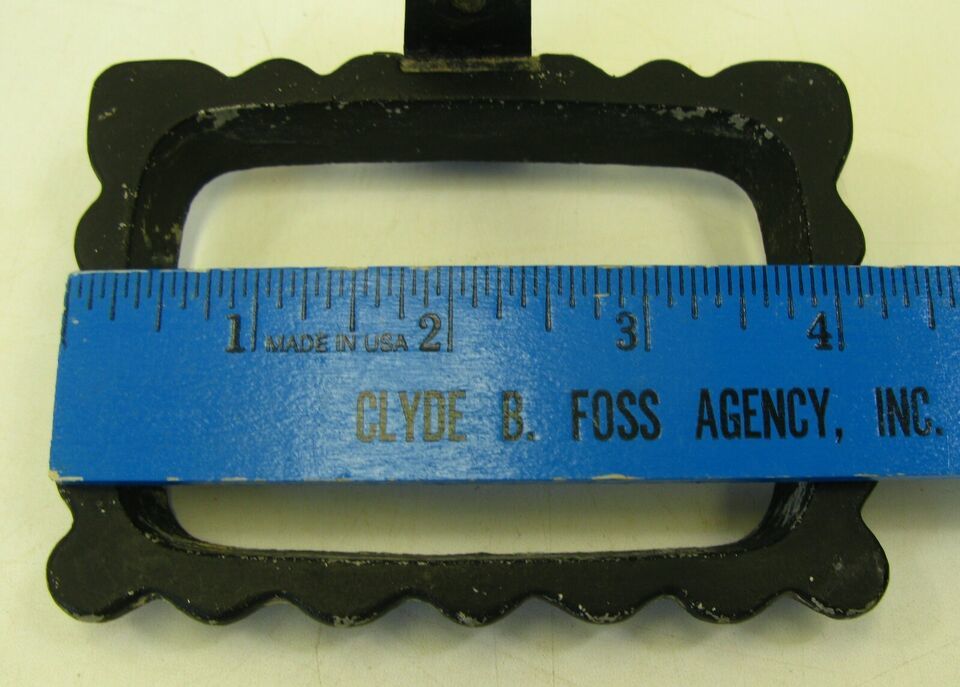 1 MADE IN USA 2 3 4
CLYDE B. FOSS AGENCY, INC.